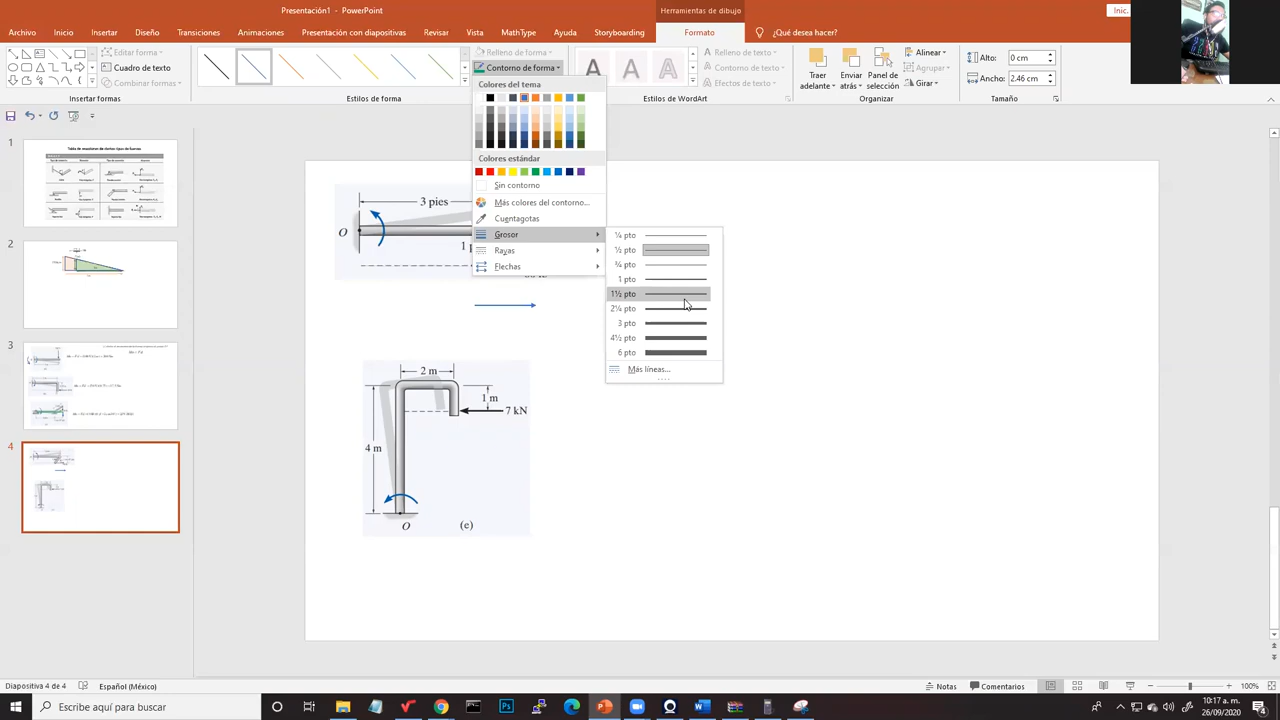 Presentación1 - PowerPoint
Herramientas de dibujo
Inic.
Archivo
Inicio
Insertar
Diseño
Transiciones
Animaciones
Presentación con diapositivas
Revisar
Vista
MathType
Ayuda
Storyboarding
Formato
¿Qué desea hacer?
Editar forma
Cuadro de texto
Combinar formas
Insertar formas
Estilos de forma
Relleno de forma
Contorno de forma
Relleno de texto
Contorno de texto
Efectos de texto
Estilos de WordArt
Traer adelante
Enviar atrás
Panel de selección
Alinear
Agrupar
Girar
Organizar
Alto:
0 cm
Ancho:
2.46 cm
Tamaño
Colores del tema
Colores estándar
Sin contorno
Más colores del contorno...
Cuentagotas
Grosor
Rayas
Flechas
¼ pto
½ pto
¾ pto
1 pto
1½ pto
2¼ pto
3 pto
4½ pto
6 pto
Más líneas...
1
2
3
4
3 pies
O
1 p
2 m
1 m
7 kN
4 m
O
(e)
Diapositiva 4 de 4
Español (México)
Notas
Comentarios
100%
Escribe aquí para buscar
10:17 a. m.
26/09/2020